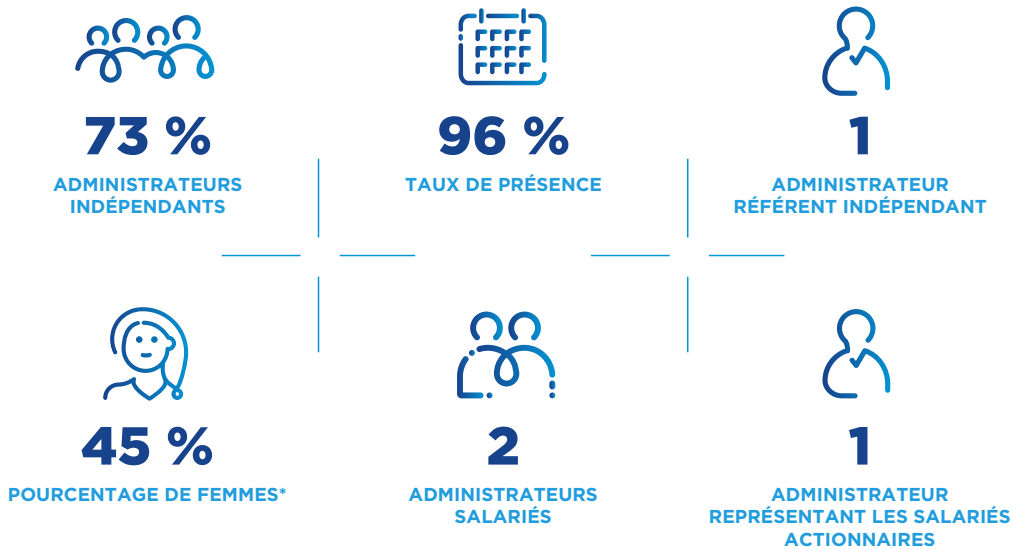 73 %
ADMINISTRATEURS
INDÉPENDANTS
96 %
TAUX DE PRÉSENCE
1
ADMINISTRATEUR
RÉFÉRENT INDÉPENDANT
45 %
POURCENTAGE DE FEMMES*
2
ADMINISTRATEURS
SALARIÉS
1
ADMINISTRATEUR
REPRÉSENTANT LES SALARIÉS
ACTIONNAIRES